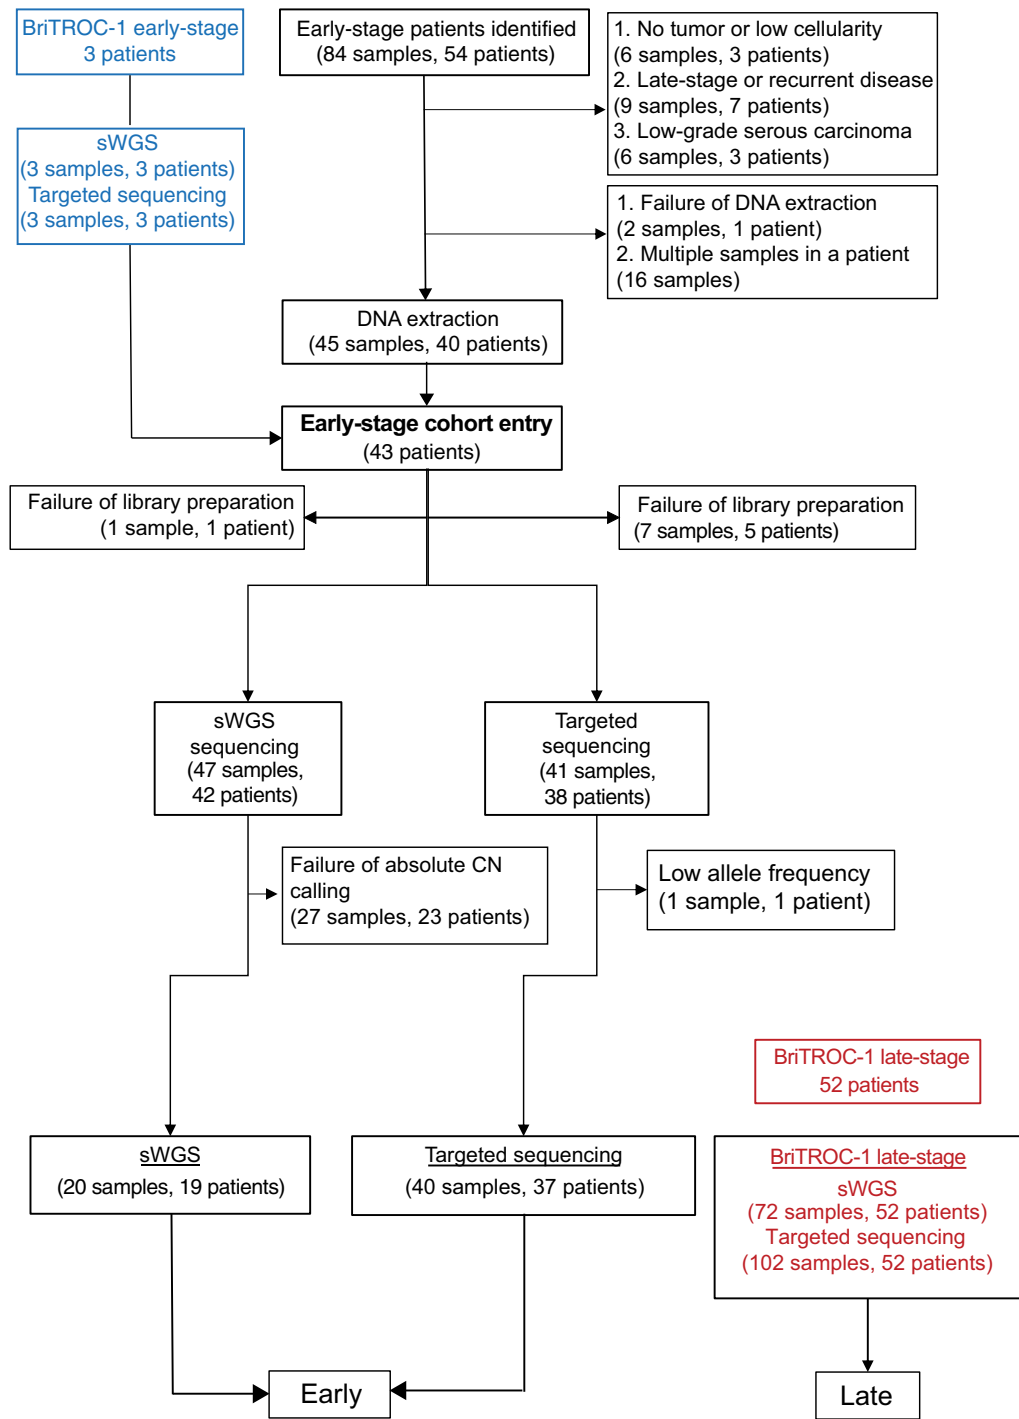 BriTROC-1 early-stage
3 patients
Early-stage patients identified
(84 samples, 54 patients)
1. No tumor or low cellularity
(6 samples, 3 patients)
2. Late-stage or recurrent disease
(9 samples, 7 patients)
3. Low-grade serous carcinoma
(6 samples, 3 patients)
sWGS
(3 samples, 3 patients)
Targeted sequencing
(3 samples, 3 patients)
1. Failure of DNA extraction
(2 samples, 1 patient)
2. Multiple samples in a patient
(16 samples)
DNA extraction
(45 samples, 40 patients)
Early-stage cohort entry
(43 patients)
Failure of library preparation
(1 sample, 1 patient)
Failure of library preparation
(7 samples, 5 patients)
sWGS
sequencing
(47 samples,
42 patients)
Targeted
sequencing
(41 samples,
38 patients)
Failure of absolute CN
calling
(27 samples, 23 patients)
Low allele frequency
(1 sample, 1 patient)
BriTROC-1 late-stage
52 patients
sWGS
(20 samples, 19 patients)
Targeted sequencing
(40 samples, 37 patients)
BriTROC-1 late-stage
sWGS
(72 samples, 52 patients)
Targeted sequencing
(102 samples, 52 patients)
Early
Late